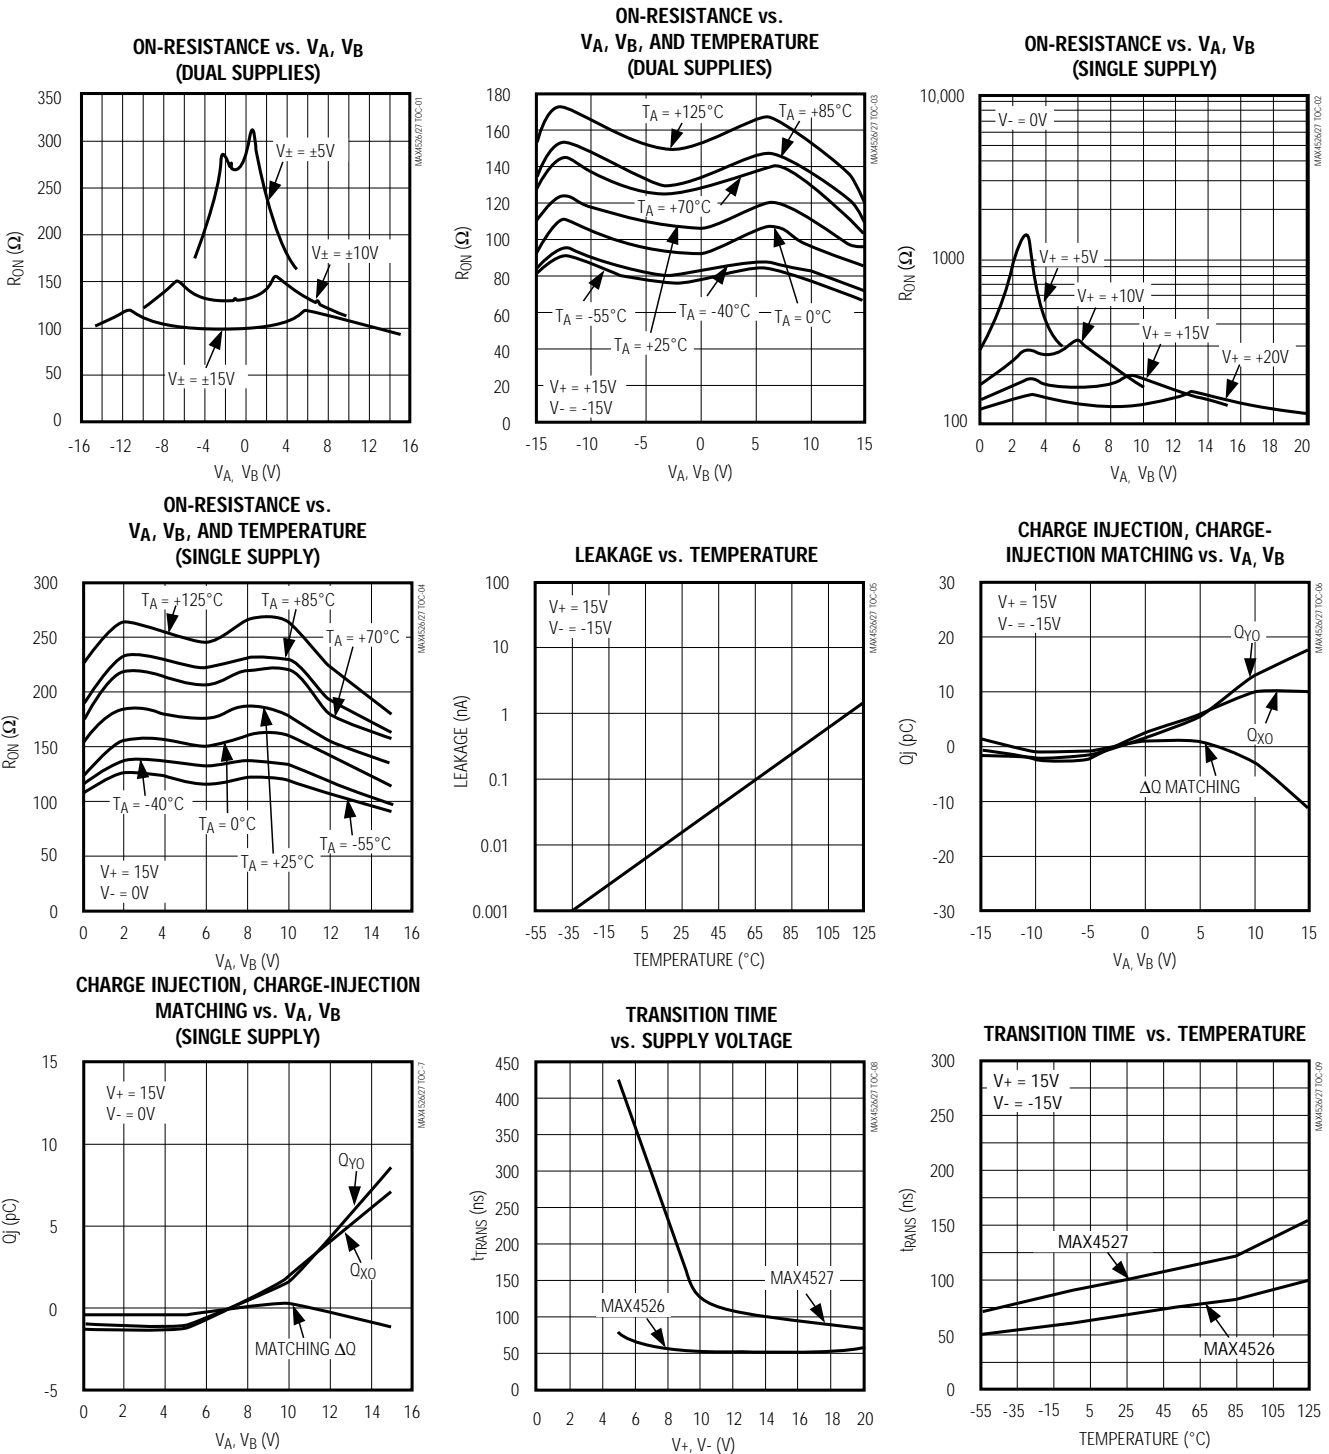 ON-RESISTANCE vs. VA, VB
(DUAL SUPPLIES)
MAX4526/27 TOC-01
350
300
250
200
150
100
50
0
RON (Ω)
V± = ±5V
V± = ±10V
V± = ±15V
-16 -12 -8 -4 0 4 8 12 16
VA, VB (V)
ON-RESISTANCE vs.
VA, VB, AND TEMPERATURE
(DUAL SUPPLIES)
MAX4526/27 TOC-03
180
160
140
120
100
80
60
40
20
0
RON (Ω)
TA = +125°C
TA = +85°C
TA = +70°C
TA = -55°C
TA = -40°C
TA = 0°C
TA = +25°C
V+ = +15V
V- = -15V
-15 -10 -5 0 5 10 15
VA, VB (V)
ON-RESISTANCE vs. VA, VB
(SINGLE SUPPLY)
MAX4526/27 TOC-02
10,000
1000
100
RON (Ω)
V- = 0V
V+ = +5V
V+ = +10V
V+ = +15V
V+ = +20V
0 2 4 6 8 10 12 14 16 18 20
VA, VB (V)
ON-RESISTANCE vs.
VA, VB, AND TEMPERATURE
(SINGLE SUPPLY)
MAX4526/27 TOC-04
300
250
200
150
100
50
0
RON (Ω)
TA = +125°C
TA = +85°C
TA = +70°C
TA = -40°C
TA = 0°C
TA = -55°C
TA = +25°C
V+ = 15V
V- = 0V
0 2 4 6 8 10 12 14 16
VA, VB (V)
LEAKAGE vs. TEMPERATURE
MAX4526/27 TOC-05
100
10
1
0.1
0.01
0.001
LEAKAGE (nA)
V+ = 15V
V- = -15V
-55 -35 -15 5 25 45 65 85 105 125
TEMPERATURE (°C)
CHARGE INJECTION, CHARGE-
INJECTION MATCHING vs. VA, VB
MAX4526/27 TOC-06
30
20
10
0
-10
-20
-30
Qj (pC)
V+ = 15V
V- = -15V
QYO
QXO
ΔQ MATCHING
-15 -10 -5 0 5 10 15
VA, VB (V)
CHARGE INJECTION, CHARGE-INJECTION
MATCHING vs. VA, VB
(SINGLE SUPPLY)
MAX4526/27 TOC-7
15
10
5
0
-5
Qj (pC)
V+ = 15V
V- = 0V
QYO
QXO
MATCHING ΔQ
0 2 4 6 8 10 12 14 16
VA, VB (V)
TRANSITION TIME
vs. SUPPLY VOLTAGE
MAX4526/27 TOC-08
450
400
350
300
250
200
150
100
50
0
tTRANS (ns)
MAX4527
MAX4526
0 2 4 6 8 10 12 14 16 18 20
V+, V- (V)
TRANSITION TIME vs. TEMPERATURE
MAX4526/27 TOC-09
300
250
200
150
100
50
0
tTRANS (ns)
V+ = 15V
V- = -15V
MAX4527
MAX4526
-55 -35 -15 5 25 45 65 85 105 125
TEMPERATURE (°C)